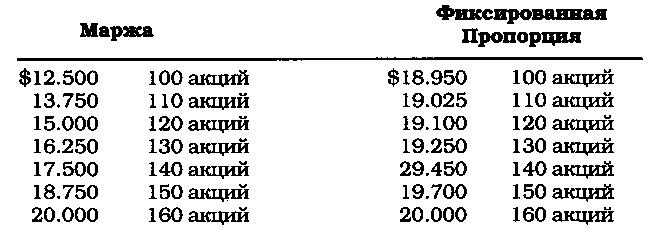 Маржа Фиксированная Пропорция
$12.500 100 акций $18.950 100 акций
13.750 110 акций 19.025 110 акций
15.000 120 акций 19.100 120 акций
16.250 130 акций 19.250 130 акций
17.500 140 акций 29.450 140 акций
18.750 150 акций 19.700 150 акций
20.000 160 акций 20.000 160 акций